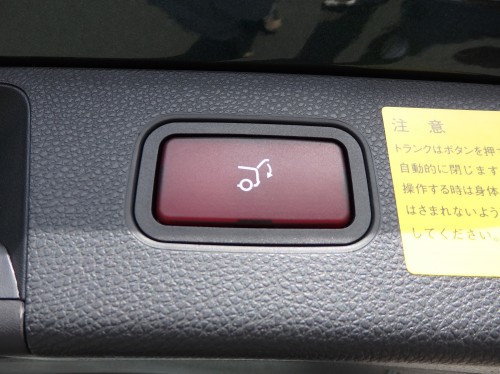 注意
トランクはボタンを押
自動的に閉じます
操作する時は身体
はさまれないよう
してください